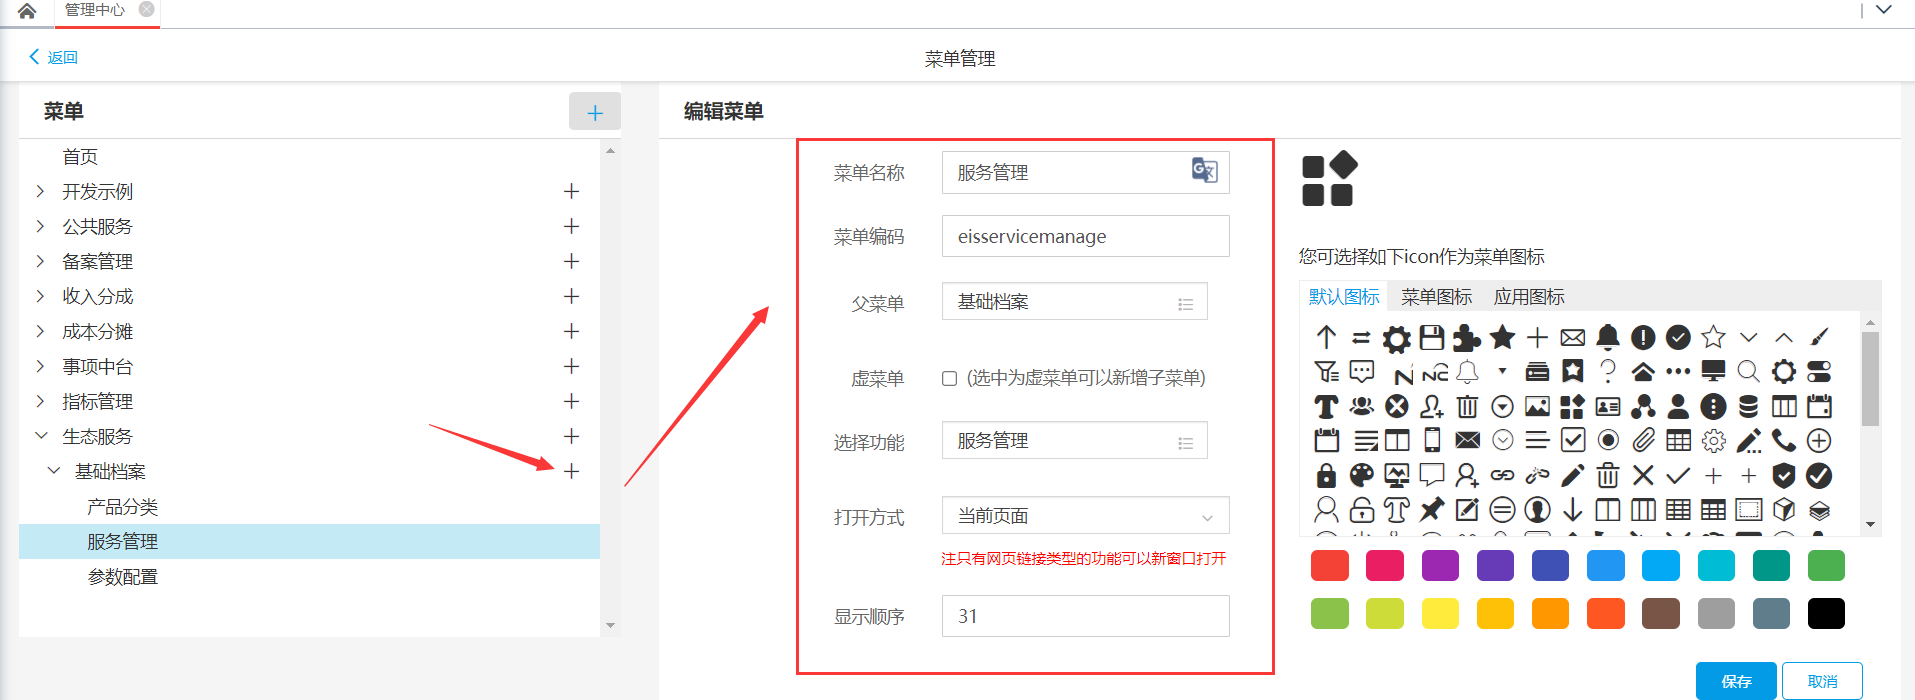 管理中心
返回
菜单管理
菜单
首页
开发示例
公共服务
备案管理
收入分成
成本分摊
事项中台
指标管理
生态服务
基础档案
产品分类
服务管理
参数配置
编辑菜单
菜单名称
服务管理
菜单编码
eisservicemanage
父菜单
基础档案
虚菜单
(选中为虚菜单可以新增子菜单)
选择功能
服务管理
打开方式
当前页面
注只有网页链接类型的功能可以新窗口打开
显示顺序
31
您可选择如下icon作为菜单图标
默认图标 菜单图标 应用图标
保存 取消